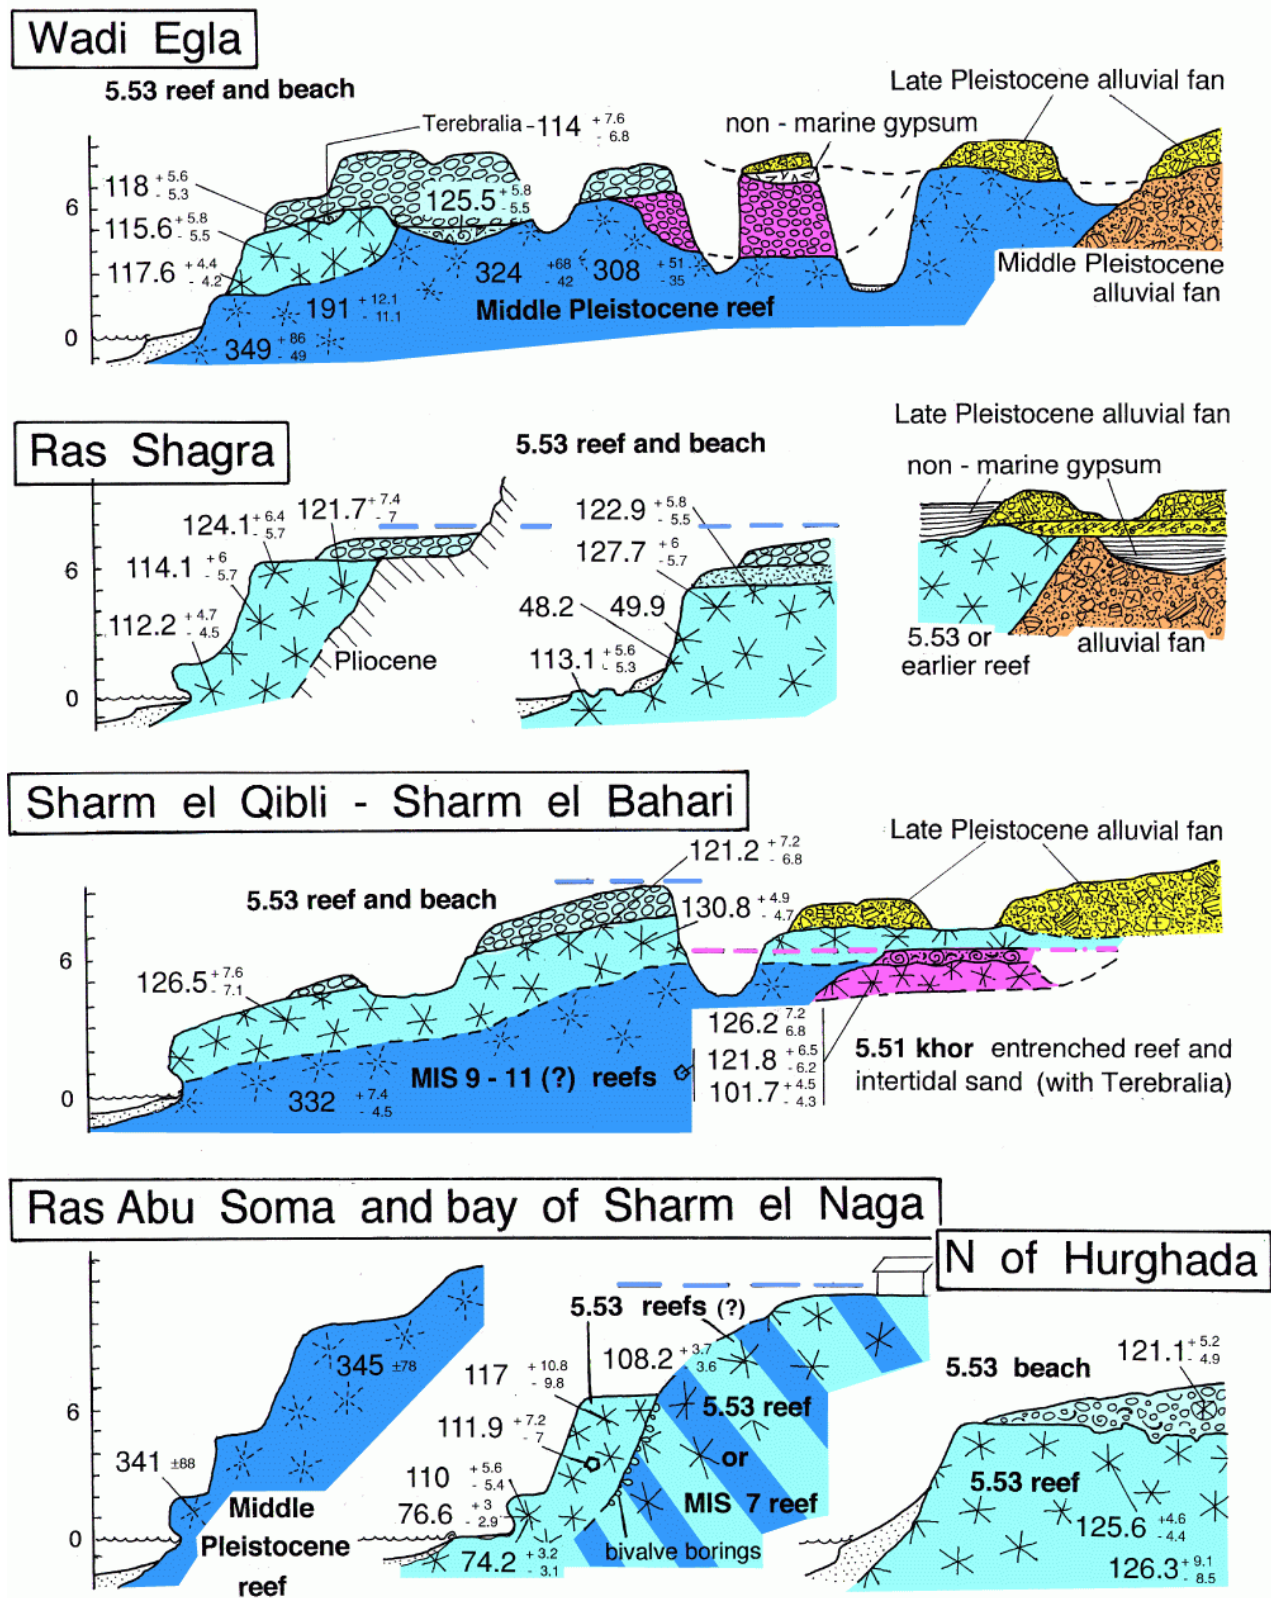 Wadi Egla
5.53 reef and beach
Late Pleistocene alluvial fan
Terebralia - 114 + 7.6 - 6.8
non - marine gypsum
118 + 5.6 - 5.3
125.5 + 5.8 - 5.5
6
115.6 + 5.8 - 5.5
117.6 + 4.4 - 4.2
324 +68 - 42
308 + 51 - 35
Middle Pleistocene
alluvial fan
191 + 12.1 - 11.1
Middle Pleistocene reef
0
349 + 86 - 49
Ras Shagra
5.53 reef and beach
Late Pleistocene alluvial fan
non - marine gypsum
124.1 + 6.4 - 5.7
121.7 + 7.4 - 7
122.9 + 5.8 - 5.5
114.1 + 6 - 5.7
127.7 + 6 - 5.7
6
112.2 + 4.7 - 4.5
48.2
49.9
Pliocene
113.1 + 5.6 - 5.3
5.53 or
earlier reef
alluvial fan
0
Sharm el Qibli - Sharm el Bahari
121.2 + 7.2 - 6.8
Late Pleistocene alluvial fan
5.53 reef and beach
130.8 + 4.9 - 4.7
6
126.5 + 7.6 - 7.1
126.2 7.2 6.8
121.8 + 6.5 - 6.2
101.7 + 4.5 - 4.3
5.51 khor entrenched reef and
intertidal sand (with Terebralia)
MIS 9 - 11 (?) reefs
0
332 + 7.4 - 4.5
Ras Abu Soma and bay of Sharm el Naga
N of Hurghada
5.53 reefs (?)
345 ±78
117 + 10.8 - 9.8
108.2 + 3.7 - 3.6
5.53 beach
121.1 + 5.2 - 4.9
6
111.9 + 7.2 - 7
5.53 reef
or
MIS 7 reef
341 ±88
110 + 5.6 - 5.4
76.6 + 3 - 2.9
5.53 reef
Middle
Pleistocene
reef
0
74.2 + 3.2 - 3.1
bivalve borings
125.6 +4.6 -4.4
126.3 + 9.1 - 8.5